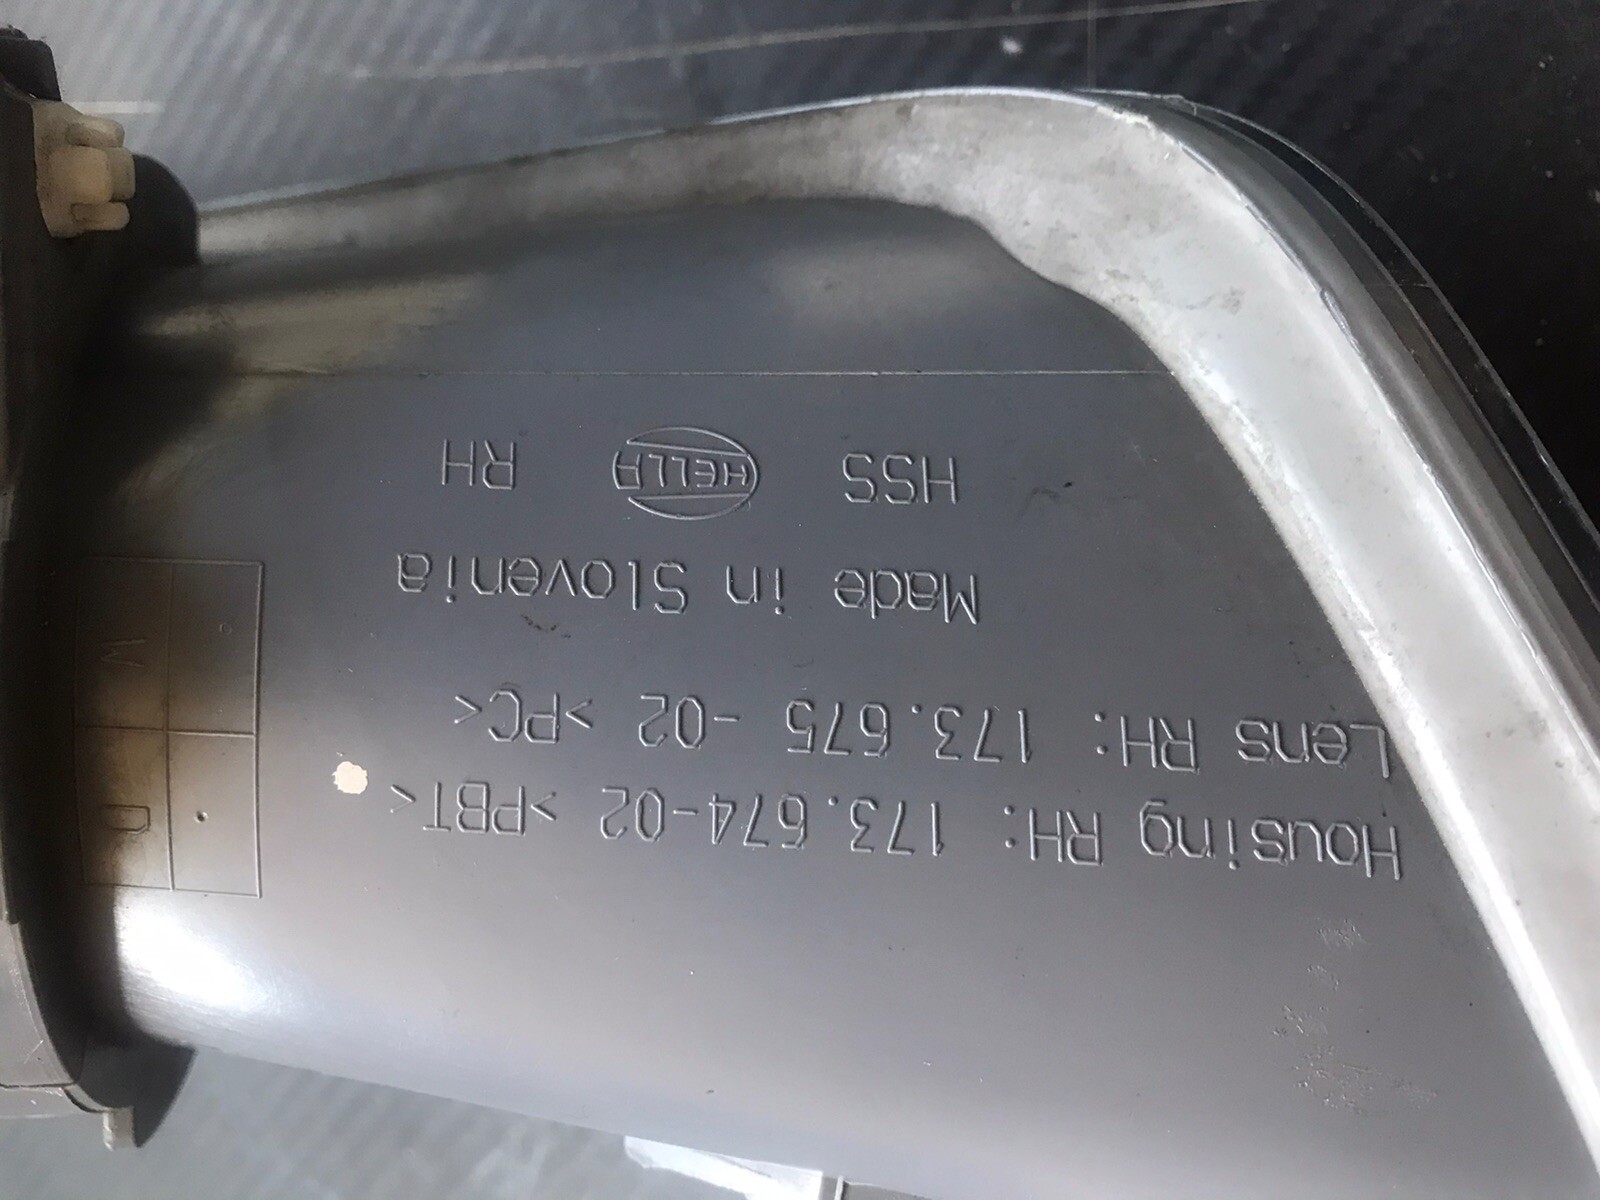 Housing RH: 173.674-02 >PBT<
Lens RH: 173.675 -02 >PC<
Made in Slovenia
HSS HELLA RH